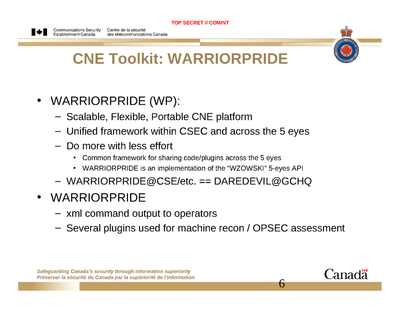 TOP SECRET // COMINT
Communications Security Centre de la sécurité
Establishment Canada des télécommunications Canada
CNE Toolkit: WARRIORPRIDE
• WARRIORPRIDE (WP):
– Scalable, Flexible, Portable CNE platform
– Unified framework within CSEC and across the 5 eyes
– Do more with less effort
• Common framework for sharing code/plugins across the 5 eyes
• WARRIORPRIDE is an implementation of the "WZOWSKI" 5-eyes API
– WARRIORPRIDE@CSE/etc. == DAREDEVIL@GCHQ
• WARRIORPRIDE
– xml command output to operators
– Several plugins used for machine recon / OPSEC assessment
Safeguarding Canada's security through information superiority
Préserver la sécurité du Canada par la supériorité de l'information
6
Canada